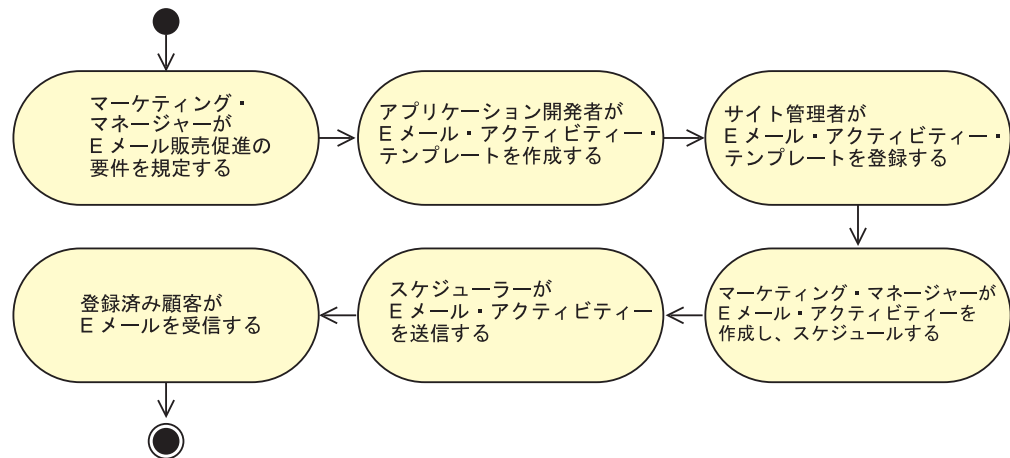 マーケティング・
マネージャーが
E メール販売促進の
要件を規定する
アプリケーション開発者が
E メール・アクティビティー・
テンプレートを作成する
サイト管理者が
E メール・アクティビティー・
テンプレートを登録する
マーケティング・マネージャーが
E メール・アクティビティーを
作成し、スケジュールする
スケジューラーが
E メール・アクティビティー
を送信する
登録済み顧客が
E メールを受信する